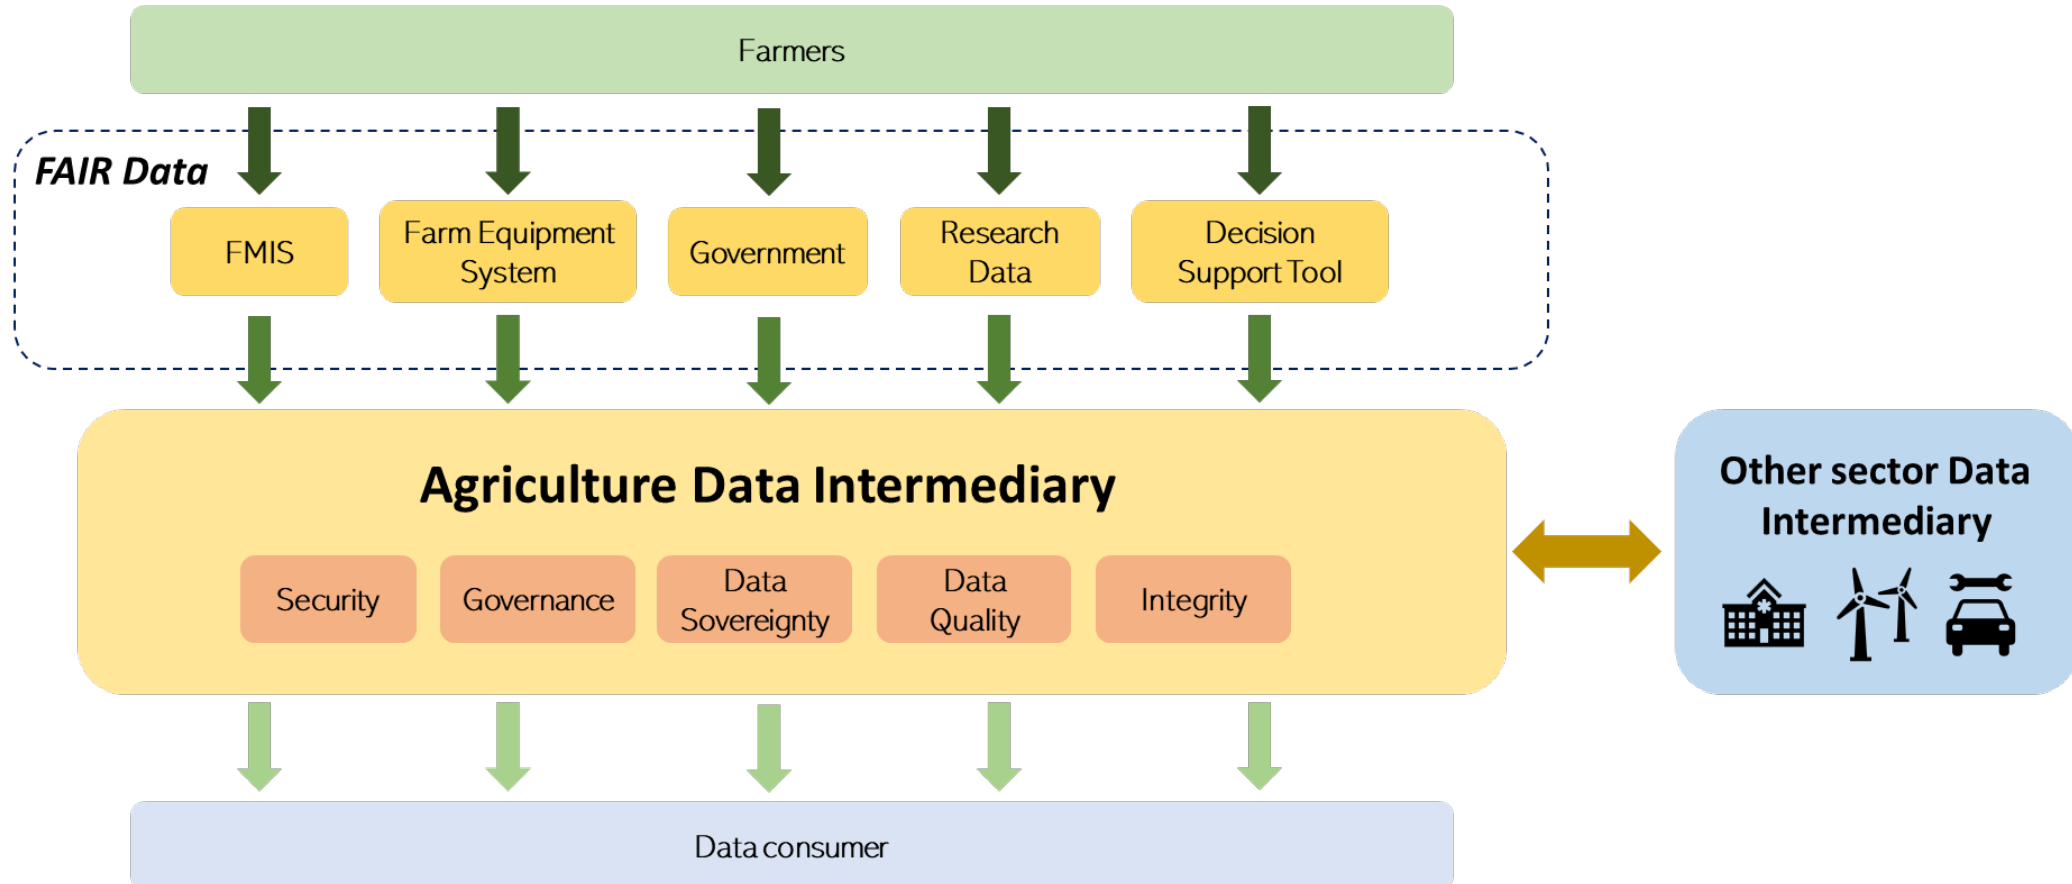 Farmers
FAIR Data
FMIS
Farm Equipment
System
Government
Research
Data
Decision
Support Tool
Agriculture Data Intermediary
Security
Governance
Data
Sovereignty
Data
Quality
Integrity
Other sector Data
Intermediary
Data consumer